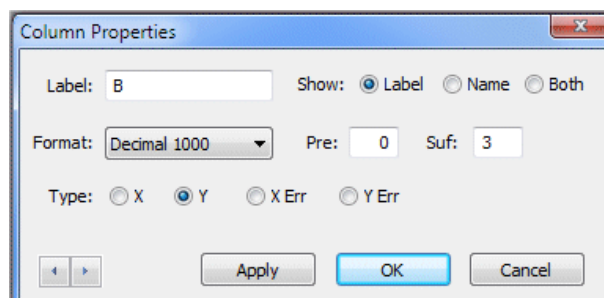 Column Properties
Label: B Show: Label Name Both
Format: Decimal 1000 Pre: 0 Suf: 3
Type: X Y X Err Y Err
Apply OK Cancel